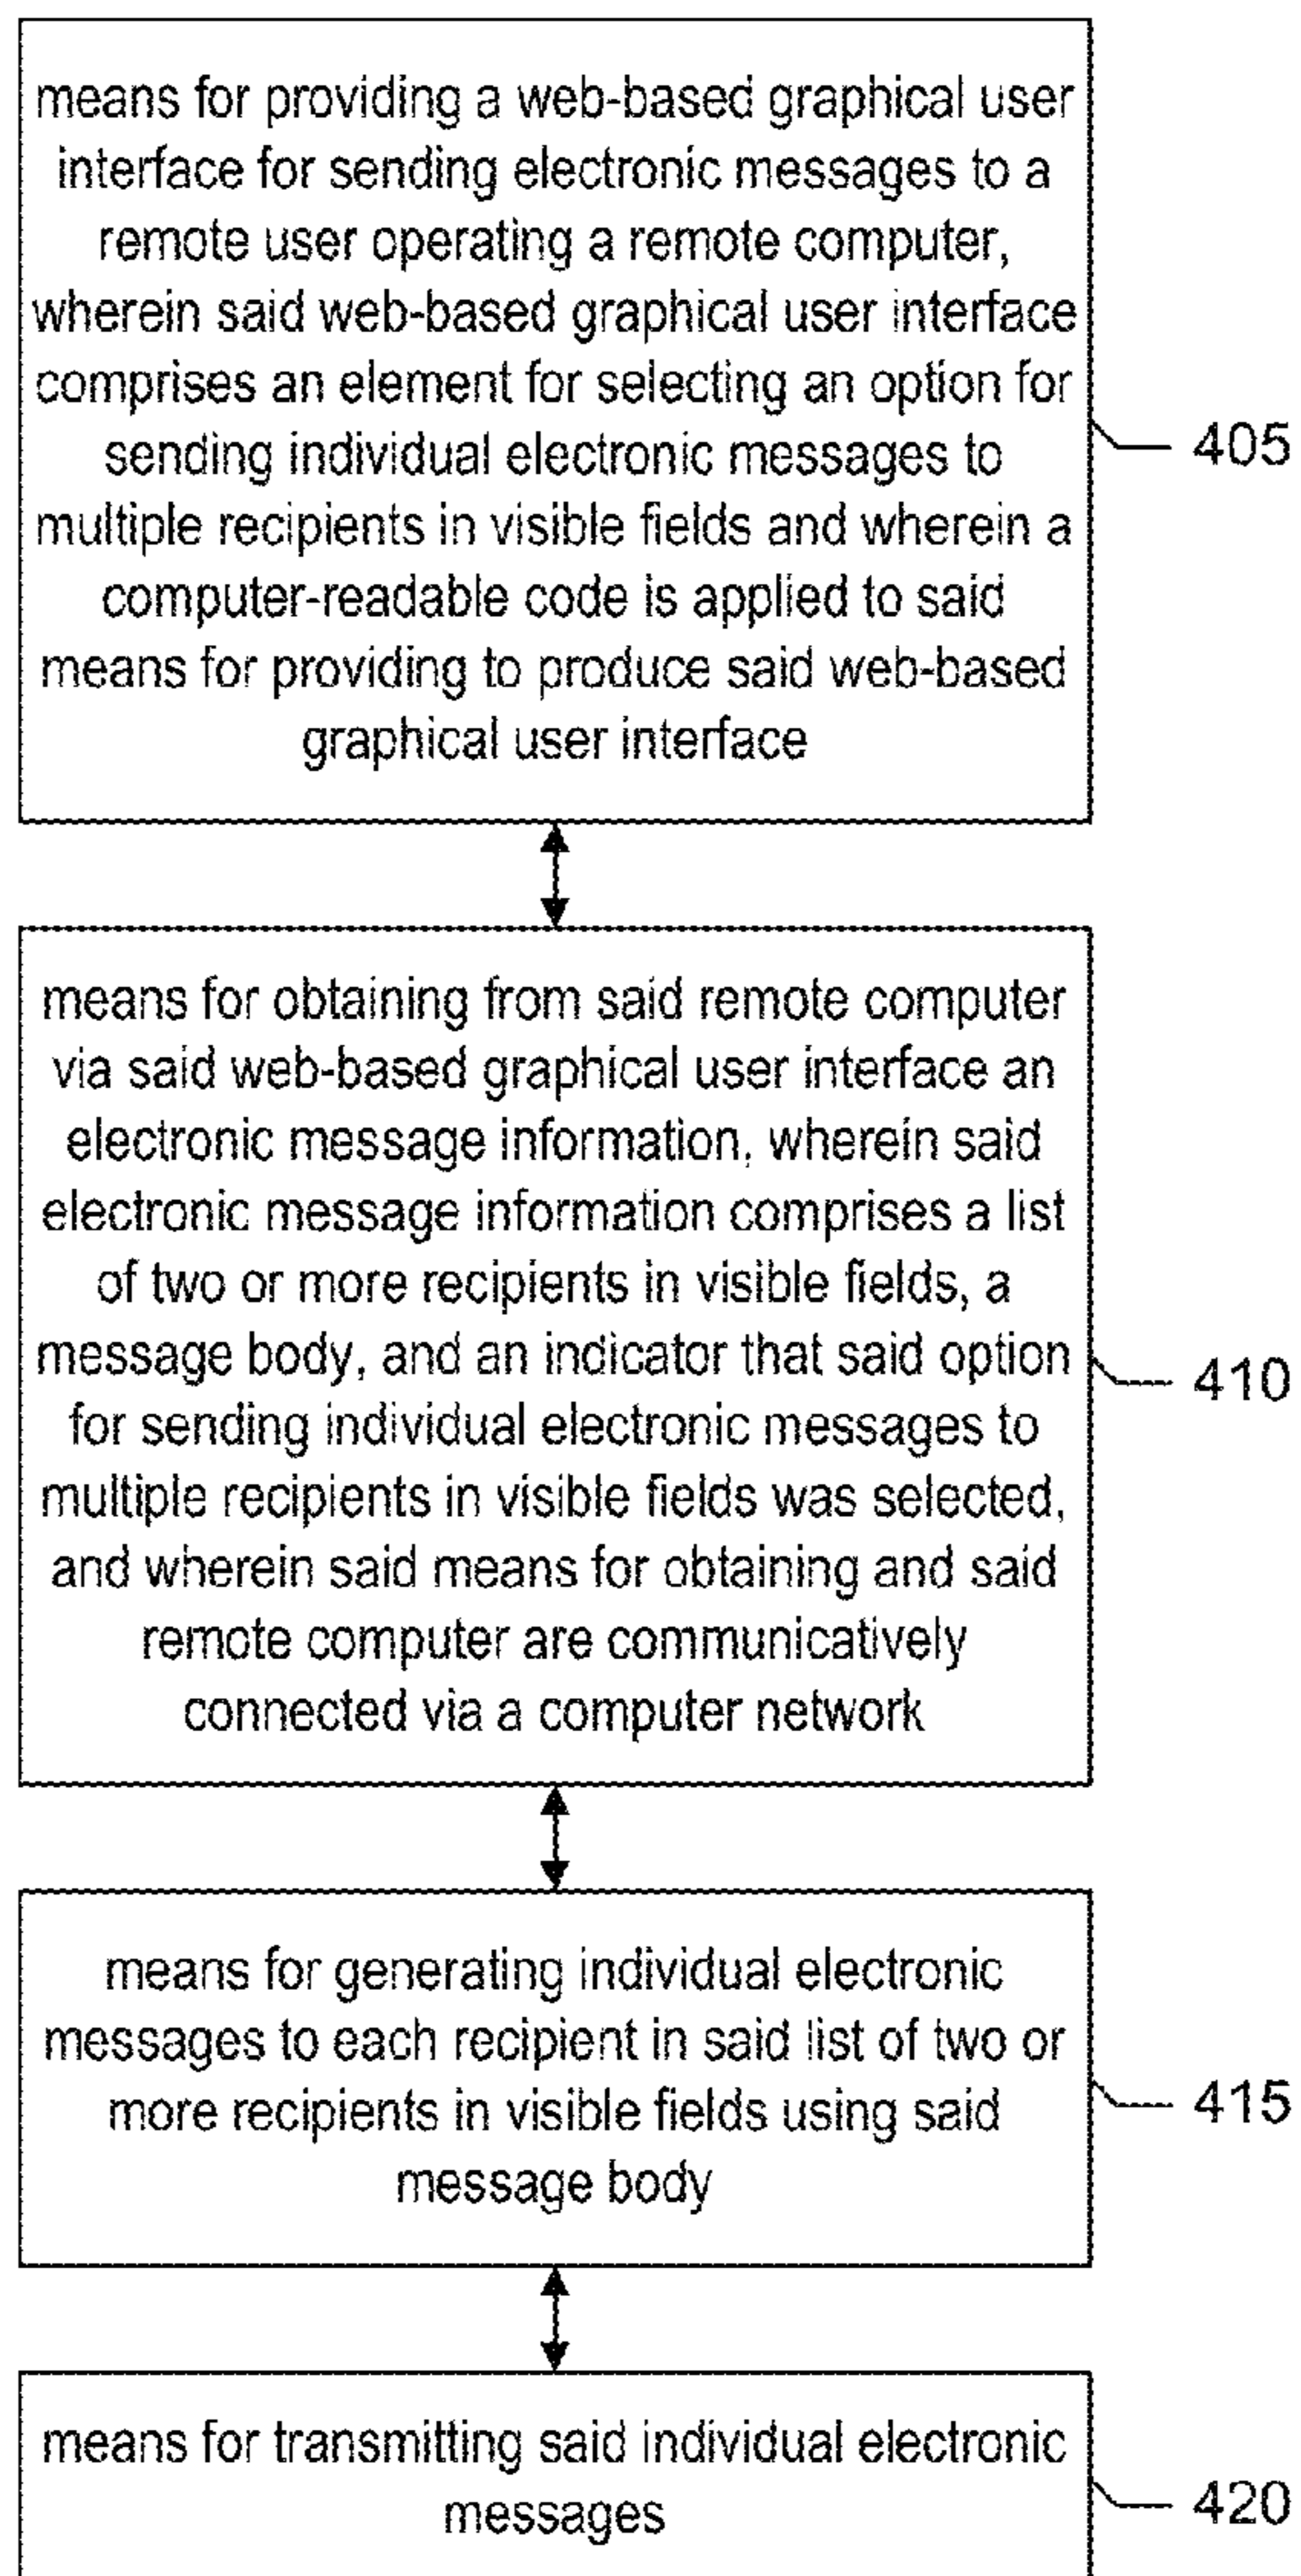 means for providing a web-based graphical user
interface for sending electronic messages to a
remote user operating a remote computer,
wherein said web-based graphical user interface
comprises an element for selecting an option for
sending individual electronic messages to
multiple recipients in visible fields and wherein a
computer-readable code is applied to said
means for providing to produce said web-based
graphical user interface
405
means for obtaining from said remote computer
via said web-based graphical user interface an
electronic message information, wherein said
electronic message information comprises a list
of two or more recipients in visible fields, a
message body, and an indicator that said option
for sending individual electronic messages to
multiple recipients in visible fields was selected,
and wherein said means for obtaining and said
remote computer are communicatively
connected via a computer network
410
means for generating individual electronic
messages to each recipient in said list of two or
more recipients in visible fields using said
message body
415
means for transmitting said individual electronic
messages
420